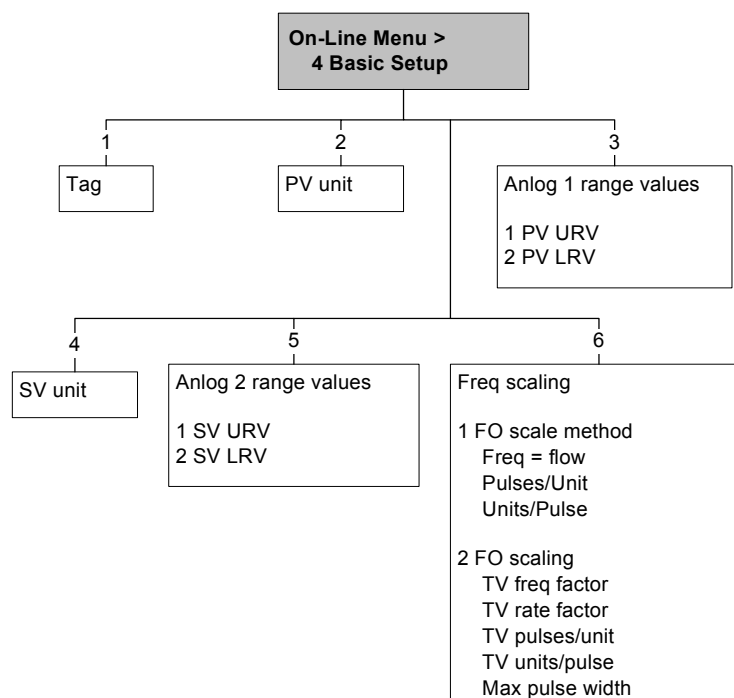 On-Line Menu >
4 Basic Setup
1
2
3
Tag
PV unit
Anlog 1 range values
1 PV URV
2 PV LRV
4
5
6
SV unit
Anlog 2 range values
1 SV URV
2 SV LRV
Freq scaling
1 FO scale method
Freq = flow
Pulses/Unit
Units/Pulse
2 FO scaling
TV freq factor
TV rate factor
TV pulses/unit
TV units/pulse
Max pulse width